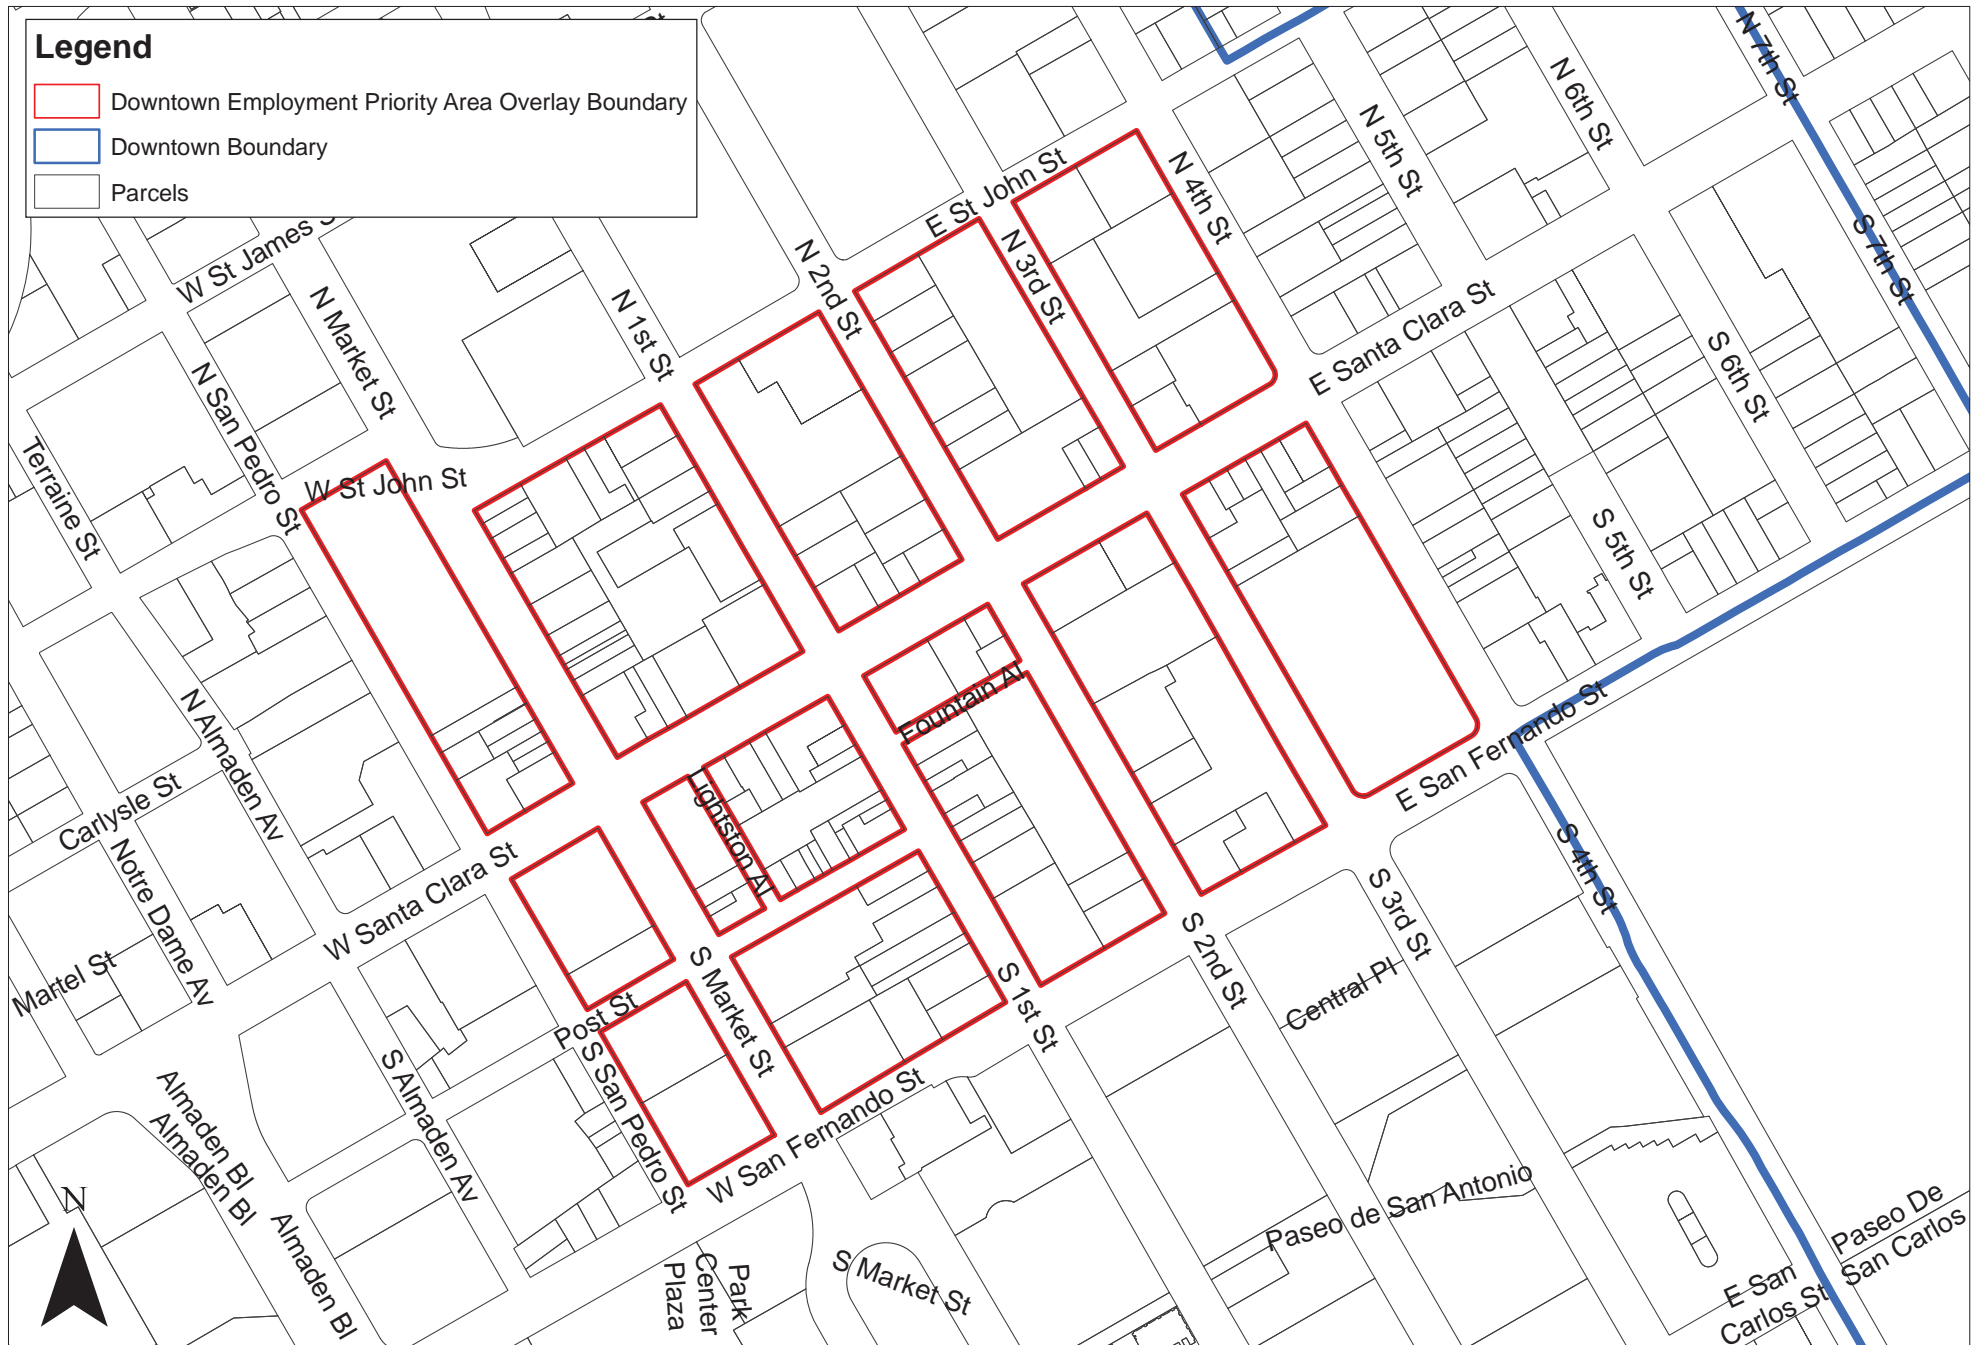 Legend
Downtown Employment Priority Area Overlay Boundary
Downtown Boundary
Parcels
St
W St James S
N Market St
N 1st St
N 2nd St
E St John St
N 3rd St
N 4th St
N 5th St
N 6th St
N 7th St
S 7th St
E Santa Clara St
S 6th St
S 5th St
N San Pedro St
Terraine St
W St John St
N Almaden Av
Carlysle St
Notre Dame Av
Martel St
W Santa Clara St
Lightston Al
Fountain Al
E San Fernando St
S 4th St
S 3rd St
S 2nd St
Central Pl
S 1st St
S Market St
Post St
S San Pedro St
S Almaden Av
W San Fernando St
Almaden Bl
Almaden Bl
Almaden Bl
N
Park
Center
Plaza
S Market St
Paseo de San Antonio
Paseo De
San Carlos
E San
Carlos St